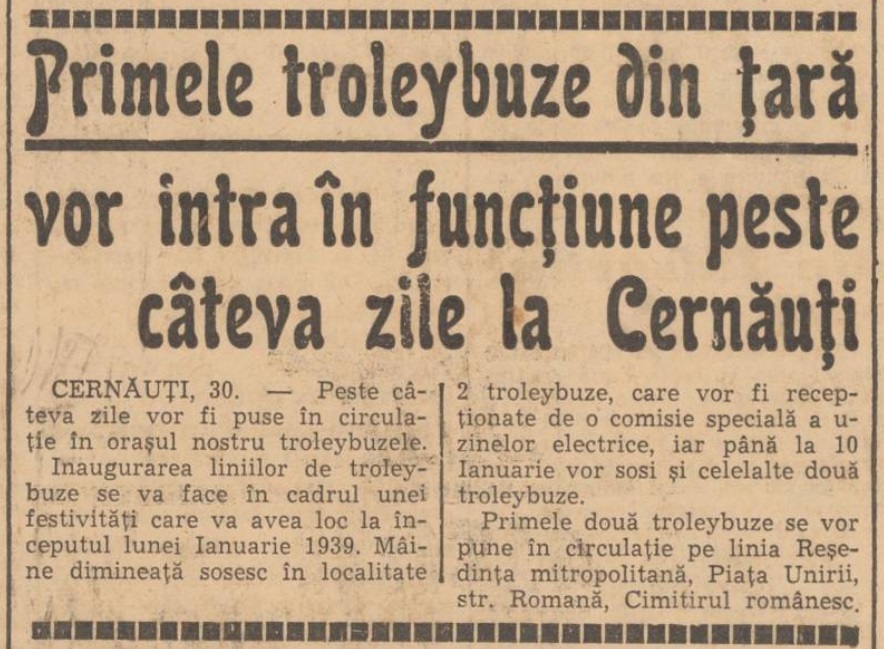 Primele troleybuze din țară
vor intra în funcțiune peste
câteva zile la Cernăuți
CERNĂUȚI, 30. — Peste câ-
teva zile vor fi puse în circula-
ție în orașul nostru troleybuzele.
Inaugurarea liniilor de troley-
buze se va face în cadrul unei
festivități care va avea loc la în-
ceputul lunei Ianuarie 1939. Mâi-
ne dimineață sosesc în localitate
2 troleybuze, care vor fi recep-
ționate de o comisie specială a u-
zinelor electrice, iar până la 10
Ianuarie vor sosi și celelalte două
troleybuze.
Primele două troleybuze se vor
pune în circulație pe linia Reșe-
dința mitropolitană, Piața Unirii,
str. Romană, Cimitirul românesc.